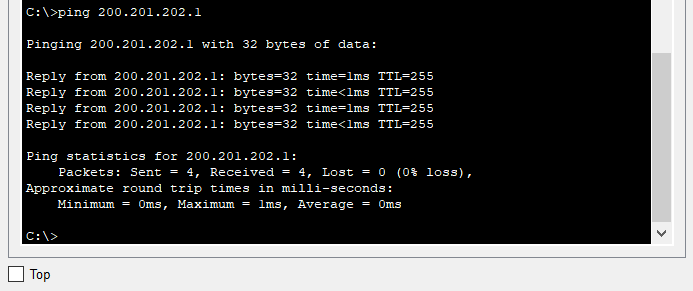 C:\>ping 200.201.202.1
Pinging 200.201.202.1 with 32 bytes of data:
Reply from 200.201.202.1: bytes=32 time=1ms TTL=255
Reply from 200.201.202.1: bytes=32 time<1ms TTL=255
Reply from 200.201.202.1: bytes=32 time=1ms TTL=255
Reply from 200.201.202.1: bytes=32 time<1ms TTL=255
Ping statistics for 200.201.202.1:
    Packets: Sent = 4, Received = 4, Lost = 0 (0% loss),
Approximate round trip times in milli-seconds:
    Minimum = 0ms, Maximum = 1ms, Average = 0ms
C:\>
Top